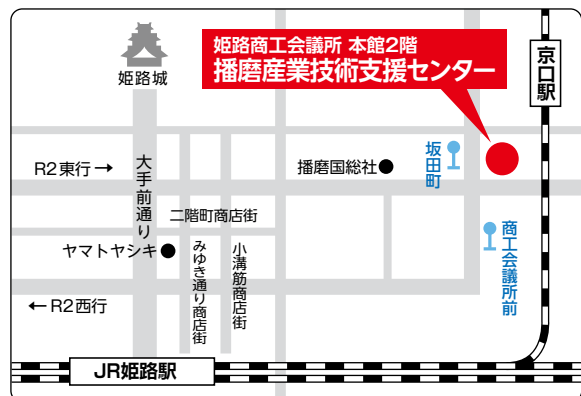 姫路商工会議所 本館2階
播磨産業技術支援センター
京口駅
姫路城
坂田町
R2東行→
大手前通り
播磨国総社
二階町商店街
商工会議所前
ヤマトヤシキ
みゆき通り商店街
小溝筋商店街
←R2西行
JR姫路駅